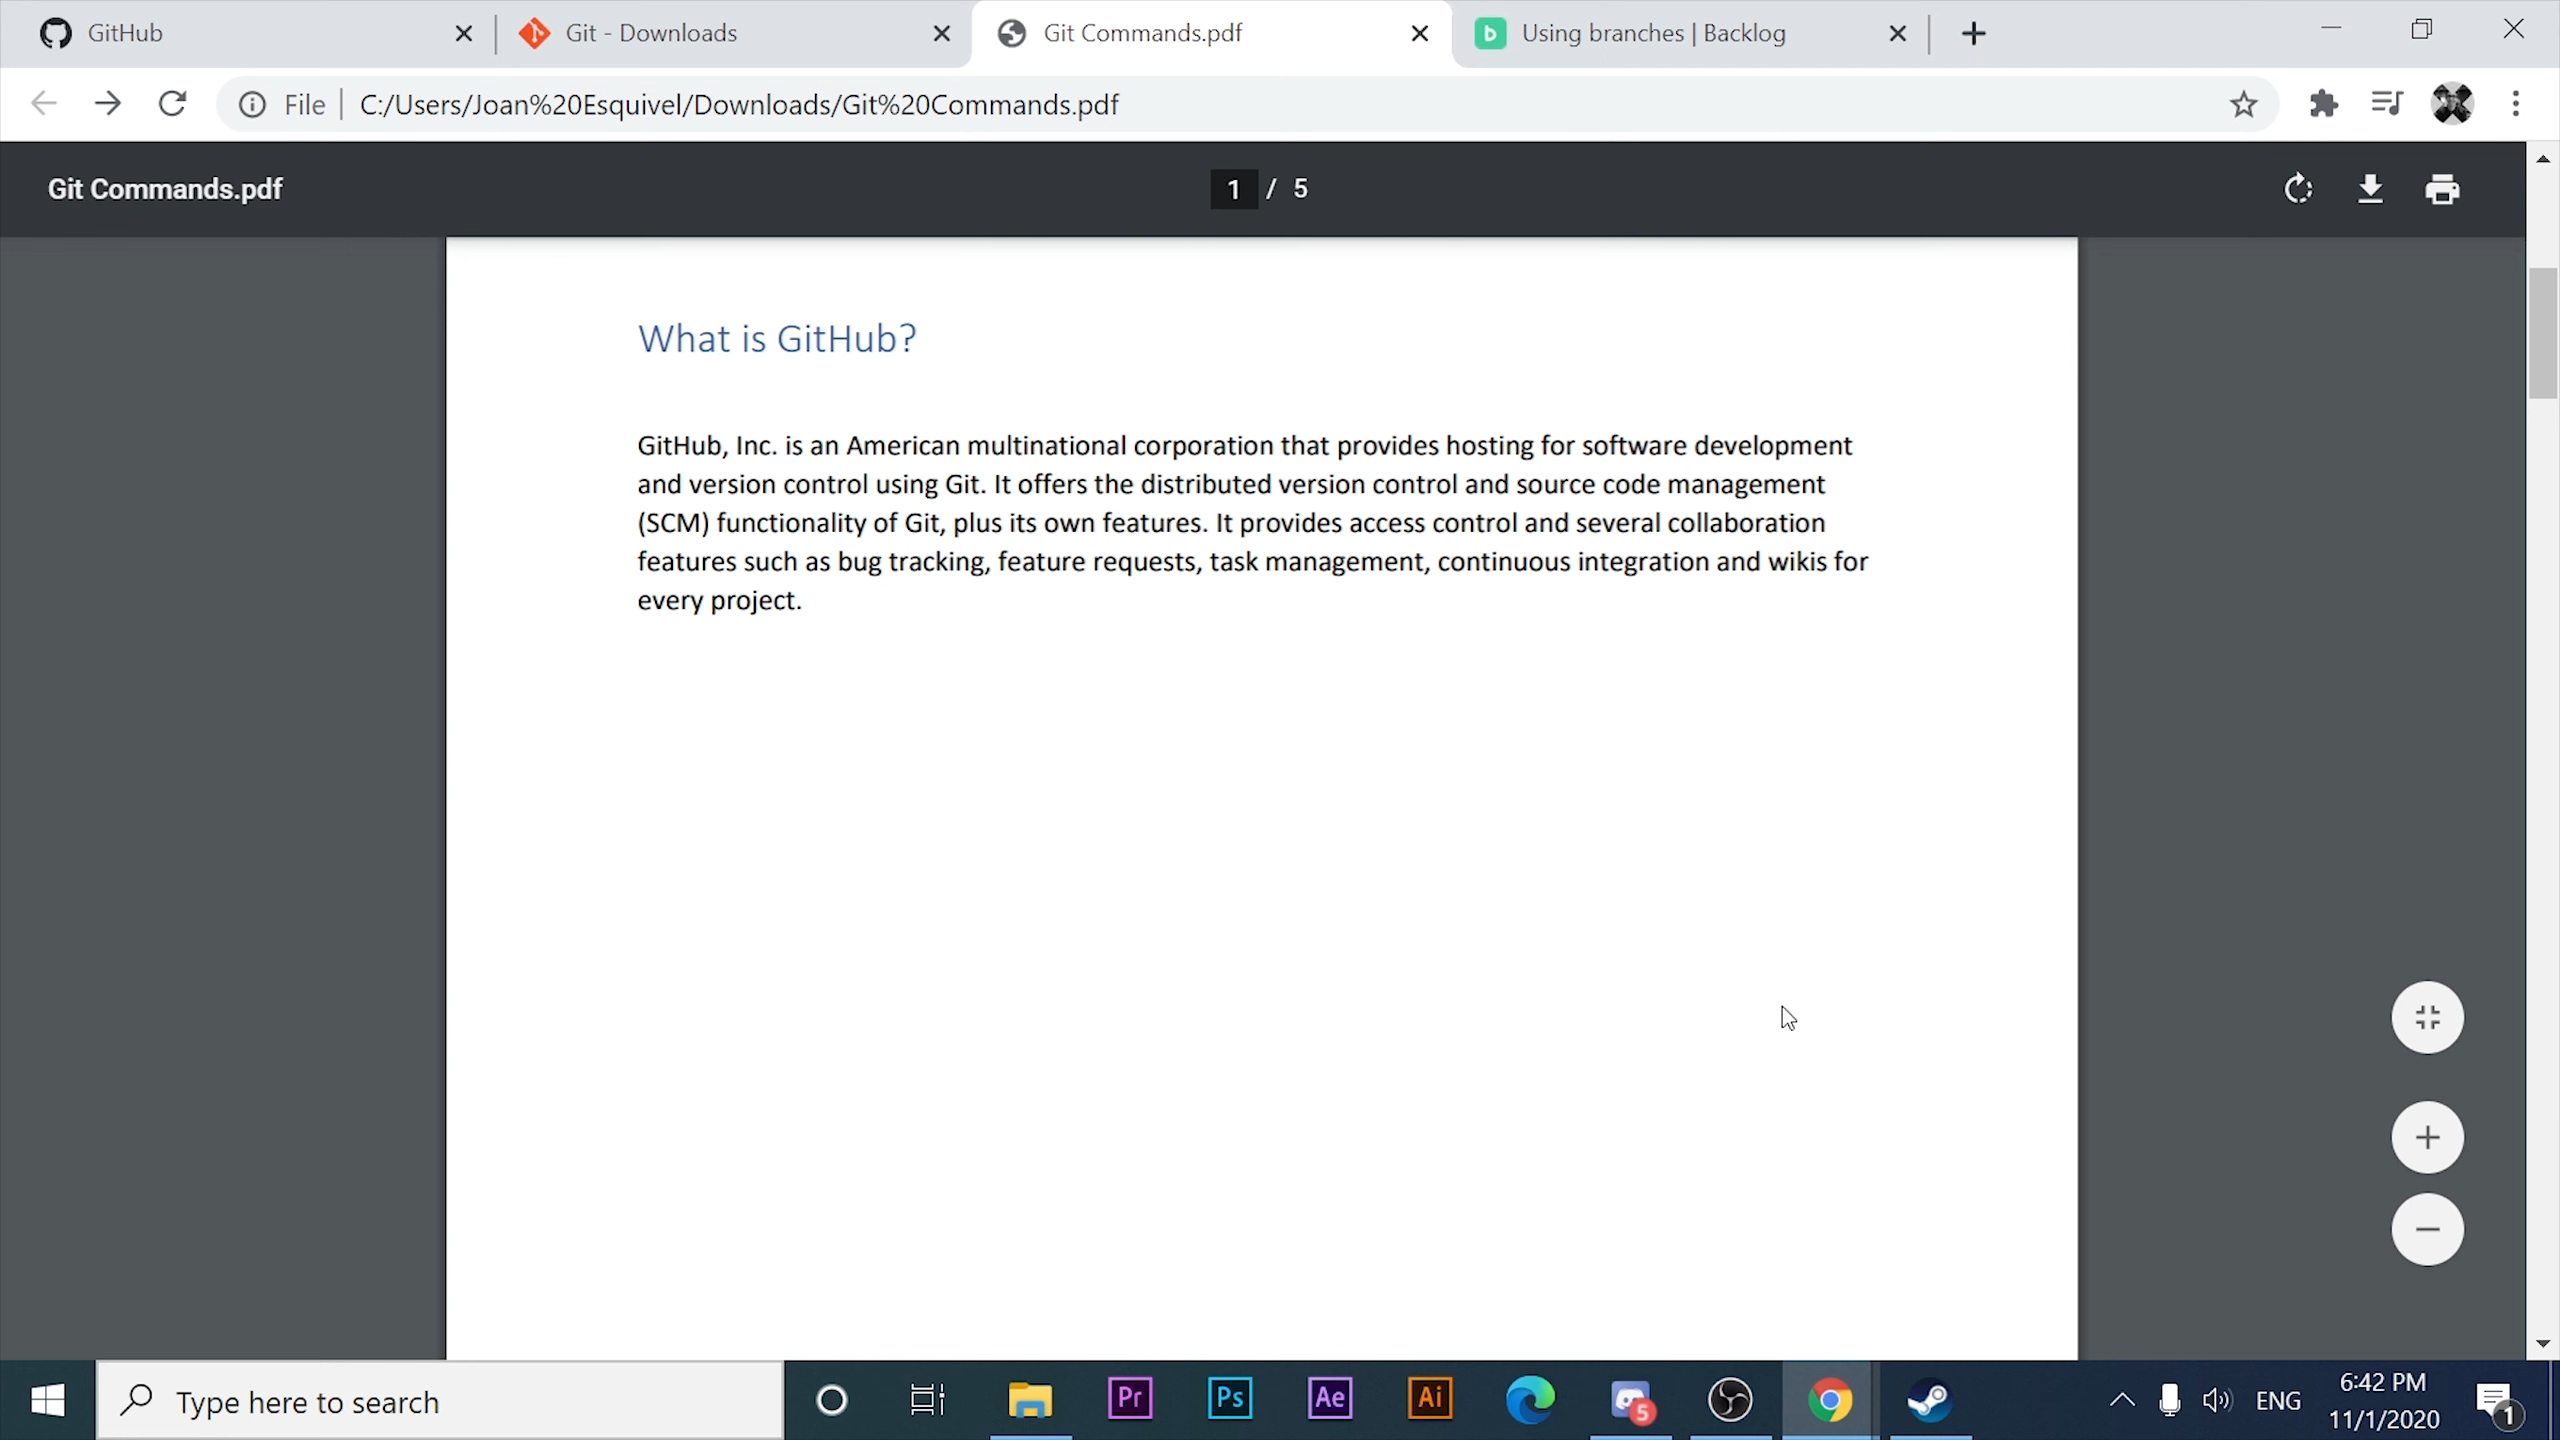 GitHub
Git - Downloads
Git Commands.pdf
Using branches | Backlog
File
C:/Users/Joan%20Esquivel/Downloads/Git%20Commands.pdf
Git Commands.pdf
1 / 5
What is GitHub?
GitHub, Inc. is an American multinational corporation that provides hosting for software development
and version control using Git. It offers the distributed version control and source code management
(SCM) functionality of Git, plus its own features. It provides access control and several collaboration
features such as bug tracking, feature requests, task management, continuous integration and wikis for
every project.
Type here to search
Pr
Ps
Ae
Ai
5
ENG
6:42 PM
11/1/2020
1